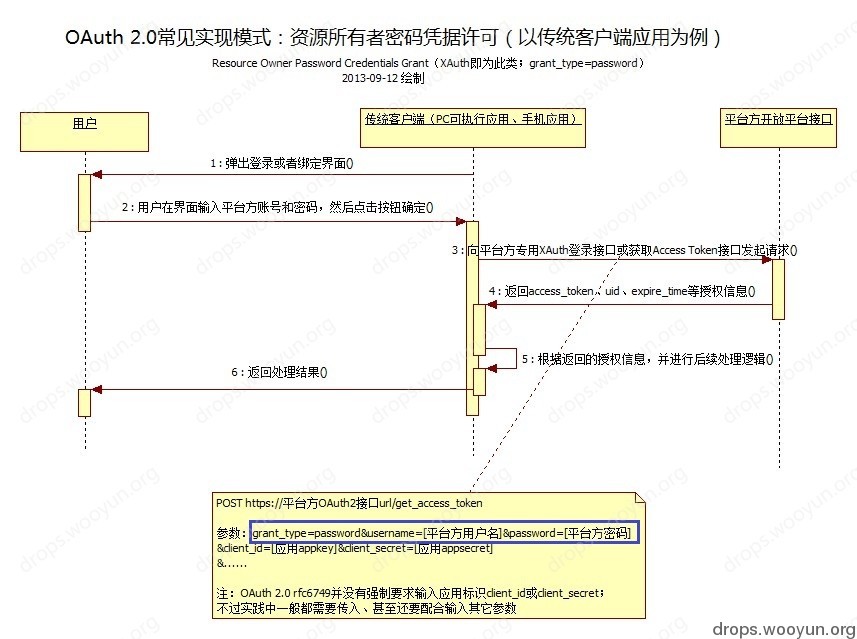 OAuth 2.0常见实现模式：资源所有者密码凭据许可（以传统客户端应用为例）
Resource Owner Password Credentials Grant（XAuth即为此类；grant_type=password）
2013-09-12 绘制
用户
传统客户端（PC可执行应用、手机应用）
平台方开放平台接口
1 : 弹出登录或者绑定界面()
2 : 用户在界面输入平台方账号和密码，然后点击按钮确定()
3 : 向平台方专用XAuth登录接口或获取Access Token接口发起请求()
4 : 返回access_token、uid、expire_time等授权信息()
5 : 根据返回的授权信息，并进行后续处理逻辑()
6 : 返回处理结果()
POST https://平台方OAuth2接口url/get_access_token
参数：grant_type=password&username=[平台方用户名]&password=[平台方密码]
&client_id=[应用appkey]&client_secret=[应用appsecret]
&......
注：OAuth 2.0 rfc6749并没有强制要求输入应用标识client_id或client_secret；
不过实践中一般都需要传入、甚至还要配合输入其它参数
drops.wooyun.org